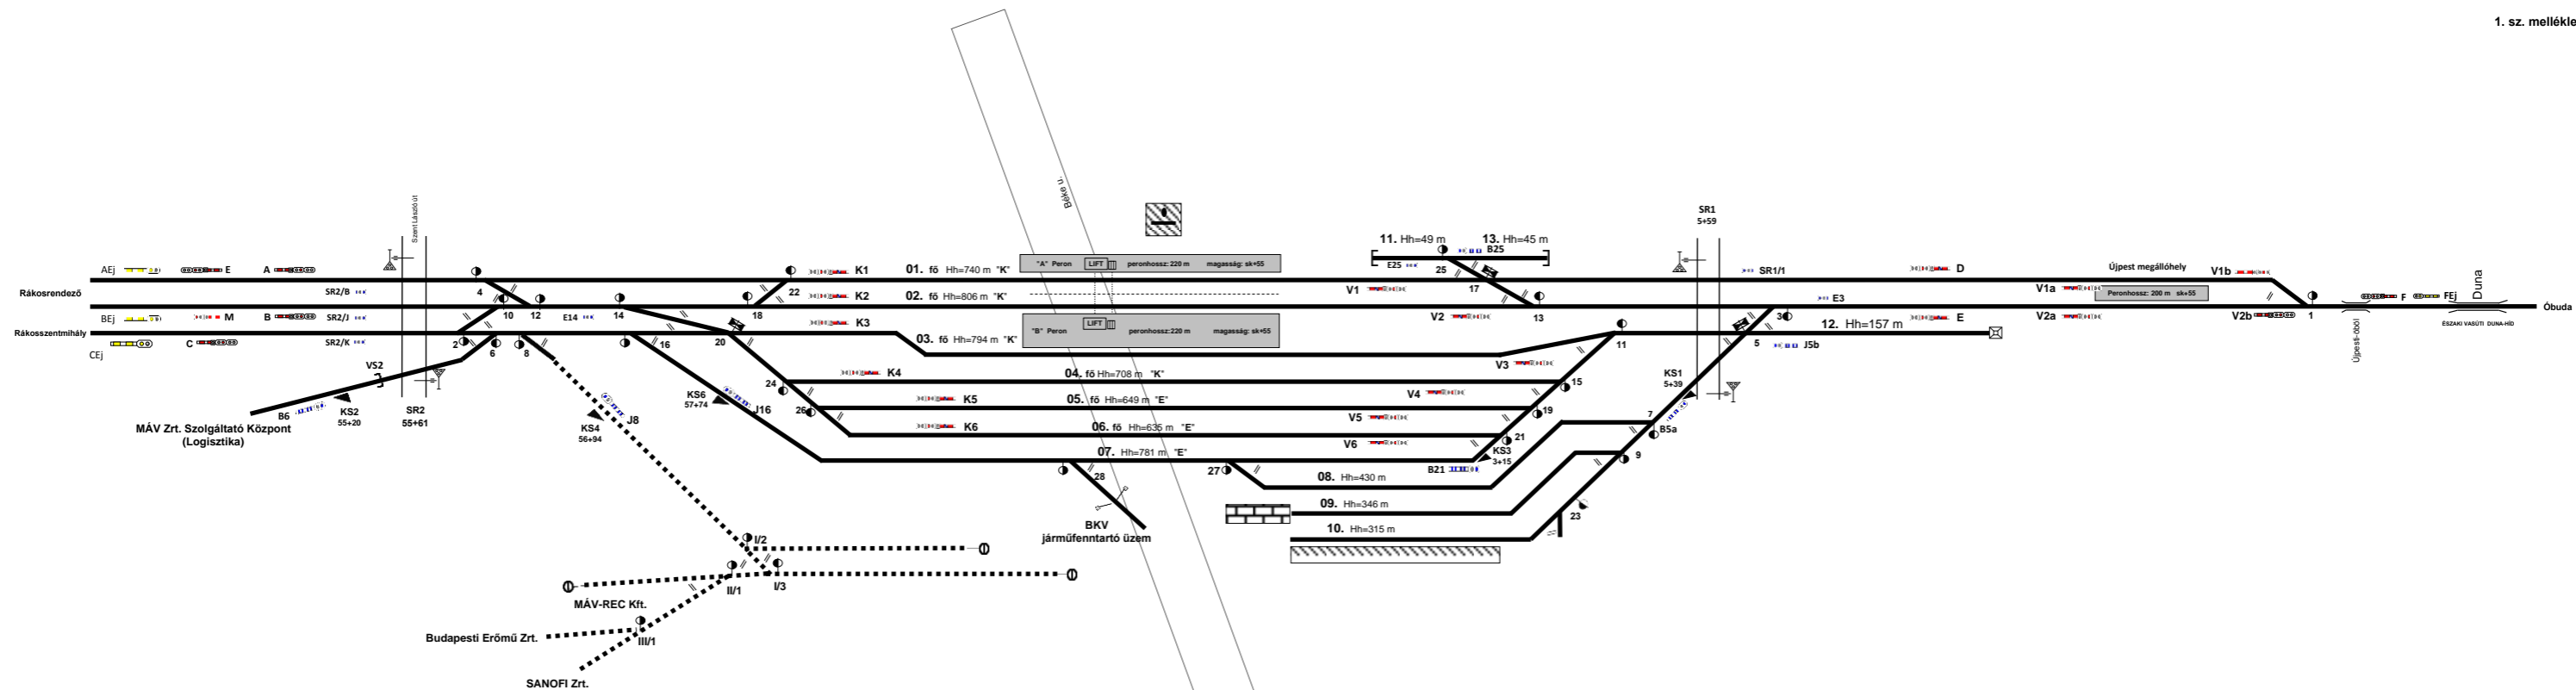 1. sz. mellékle
Béke u.
Szent László út
SR1
5+59
11. Hh=49 m
13. Hh=45 m
B25
E25
25
AEj
E
A
K1
01. fő Hh=740 m "K"
"A" Peron
LIFT
peronhossz: 220 m
magasság: sk+55
SR1/1
D
Újpest megállóhely
V1b
Rákosrendező
SR2/B
4
22
17
V1
V1a
Peronhossz: 200 m sk+55
F
FEj
Duna
K2
02. fő Hh=806 m "K"
E3
10
12
14
18
13
3
1
Óbuda
BEj
M
B
SR2/J
E14
K3
V2
E
V2a
V2b
Újpesti-öböl
ÉSZAKI VASÚTI DUNA-HÍD
Rákosszentmihály
"B" Peron
LIFT
peronhossz:220 m
magasság: sk+55
12. Hh=157 m
CEj
C
SR2/K
2
6
8
16
20
03. fő Hh=794 m "K"
11
5
J5b
VS2
V3
K4
04. fő Hh=708 m "K"
KS1
5+39
24
15
KS6
57+74
J16
K5
05. fő Hh=649 m "E"
V4
B6
KS2
55+20
SR2
55+61
26
V5
19
7
B5a
MÁV Zrt. Szolgáltató Központ
(Logisztika)
KS4
56+94
J8
K6
06. fő Hh=635 m "E"
V6
21
KS3
3+15
9
07. Hh=781 m "E"
B21
28
27
08. Hh=430 m
09. Hh=346 m
23
BKV
járműfenntartó üzem
10. Hh=315 m
I/2
II/1
I/3
MÁV-REC Kft.
Budapesti Erőmű Zrt.
III/1
SANOFI Zrt.